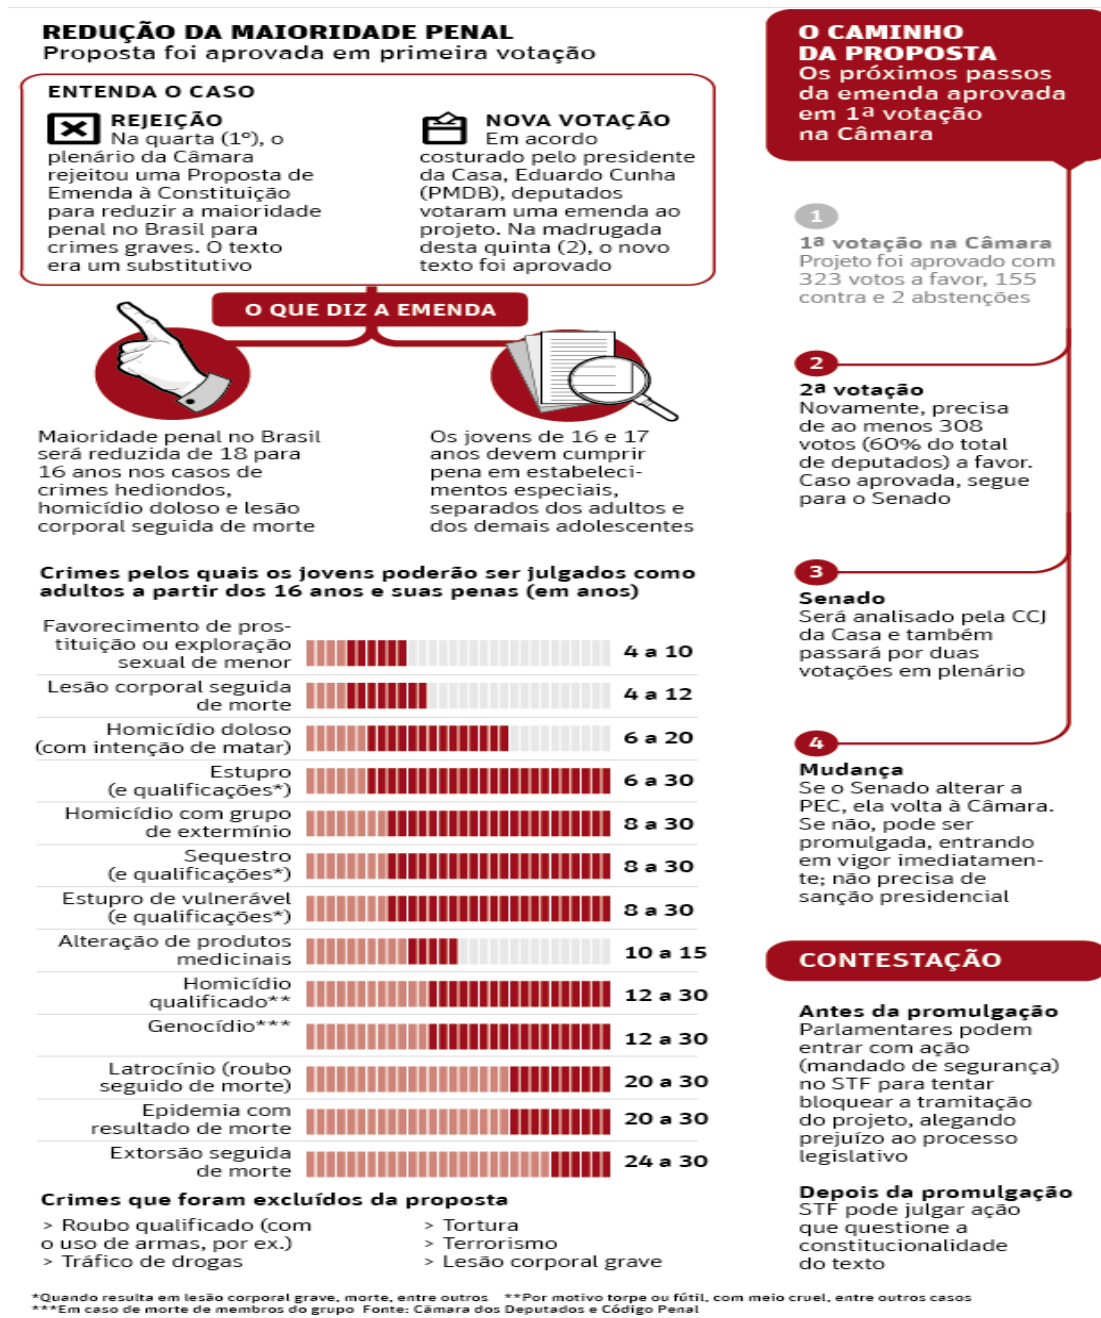 REDUÇÃO DA MAIORIDADE PENAL
Proposta foi aprovada em primeira votação
ENTENDA O CASO
REJEIÇÃO
Na quarta (1º), o
plenário da Câmara
rejeitou uma Proposta de
Emenda à Constituição
para reduzir a maioridade
penal no Brasil para
crimes graves. O texto
era um substitutivo
NOVA VOTAÇÃO
Em acordo
costurado pelo presidente
da Casa, Eduardo Cunha
(PMDB), deputados
votaram uma emenda ao
projeto. Na madrugada
desta quinta (2), o novo
texto foi aprovado
O QUE DIZ A EMENDA
Maioridade penal no Brasil
será reduzida de 18 para
16 anos nos casos de
crimes hediondos,
homicídio doloso e lesão
corporal seguida de morte
Os jovens de 16 e 17
anos devem cumprir
pena em estabeleci-
mentos especiais,
separados dos adultos e
dos demais adolescentes
Crimes pelos quais os jovens poderão ser julgados como
adultos a partir dos 16 anos e suas penas (em anos)
Favorecimento de pros-
tituição ou exploração
sexual de menor
4 a 10
Lesão corporal seguida
de morte
4 a 12
Homicídio doloso
(com intenção de matar)
6 a 20
Estupro
(e qualificações*)
6 a 30
Homicídio com grupo
de extermínio
8 a 30
Sequestro
(e qualificações*)
8 a 30
Estupro de vulnerável
(e qualificações*)
8 a 30
Alteração de produtos
medicinais
10 a 15
Homicídio
qualificado**
12 a 30
Genocídio***
12 a 30
Latrocínio (roubo
seguido de morte)
20 a 30
Epidemia com
resultado de morte
20 a 30
Extorsão seguida
de morte
24 a 30
Crimes que foram excluídos da proposta
> Roubo qualificado (com
o uso de armas, por ex.)
> Tráfico de drogas
> Tortura
> Terrorismo
> Lesão corporal grave
*Quando resulta em lesão corporal grave, morte, entre outros **Por motivo torpe ou fútil, com meio cruel, entre outros casos
***Em caso de morte de membros do grupo Fonte: Câmara dos Deputados e Código Penal
O CAMINHO
DA PROPOSTA
Os próximos passos
da emenda aprovada
em 1ª votação
na Câmara
1
1ª votação na Câmara
Projeto foi aprovado com
323 votos a favor, 155
contra e 2 abstenções
2
2ª votação
Novamente, precisa
de ao menos 308
votos (60% do total
de deputados) a favor.
Caso aprovada, segue
para o Senado
3
Senado
Será analisado pela CCJ
da Casa e também
passará por duas
votações em plenário
4
Mudança
Se o Senado alterar a
PEC, ela volta à Câmara.
Se não, pode ser
promulgada, entrando
em vigor imediatamen-
te; não precisa de
sanção presidencial
CONTESTAÇÃO
Antes da promulgação
Parlamentares podem
entrar com ação
(mandado de segurança)
no STF para tentar
bloquear a tramitação
do projeto, alegando
prejuízo ao processo
legislativo
Depois da promulgação
STF pode julgar ação
que questione a
constitucionalidade
do texto